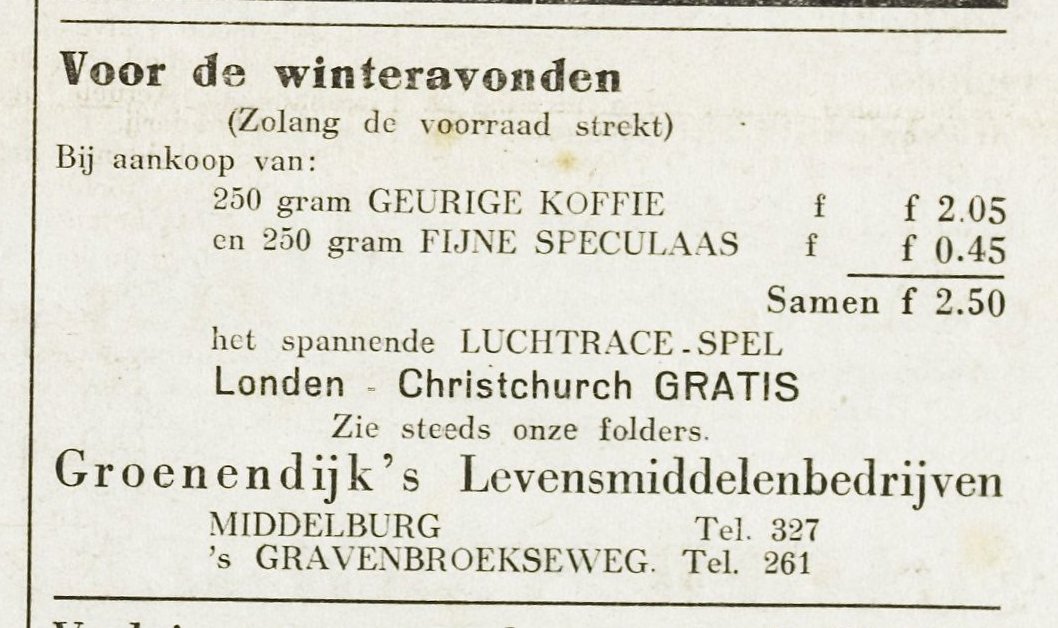 Voor de winteravonden
(Zolang de voorraad strekt)
Bij aankoop van:
250 gram GEURIGE KOFFIE f f 2.05
en 250 gram FIJNE SPECULAAS f f 0.45
Samen f 2.50
het spannende LUCHTRACE-SPEL
Londen - Christchurch GRATIS
Zie steeds onze folders.
Groenendijk's Levensmiddelenbedrijven
MIDDELBURG Tel. 327
's GRAVENBROEKSEWEG. Tel. 261